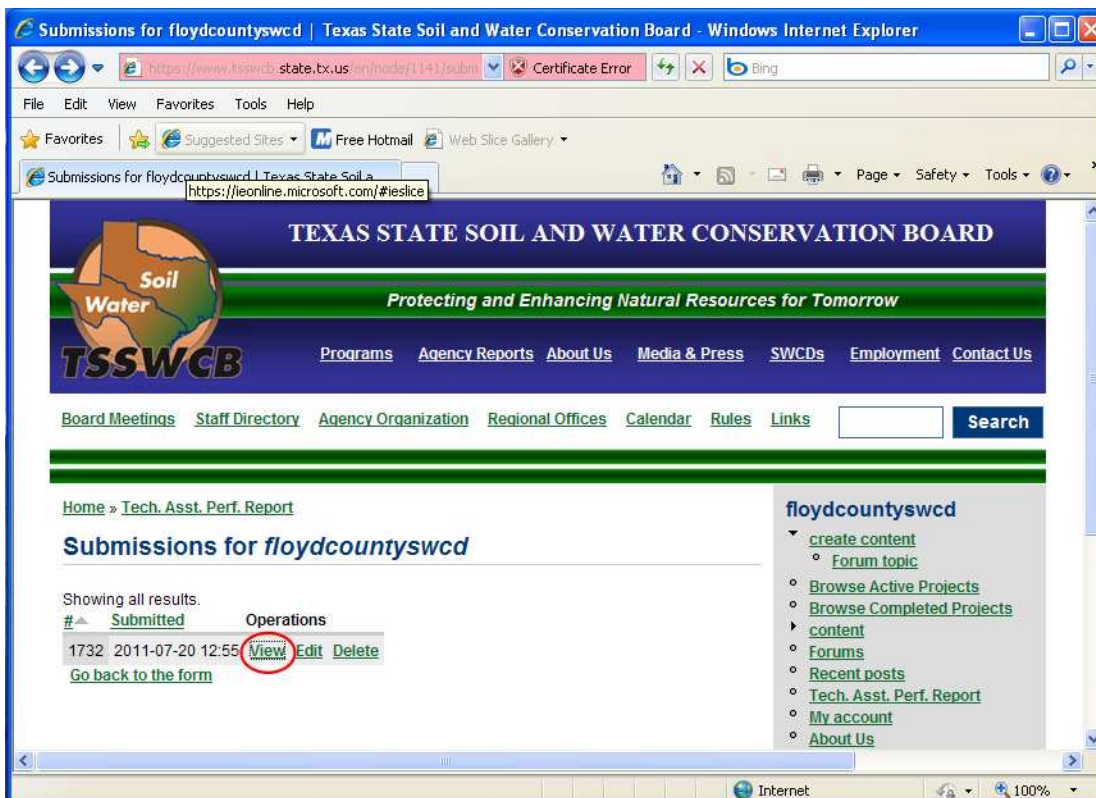 Submissions for floydcountyswcd | Texas State Soil and Water Conservation Board - Windows Internet Explorer
https://www.tsswcb.state.tx.us/en/node/1141/subm Certificate Error Bing
File Edit View Favorites Tools Help
Favorites Suggested Sites Free Hotmail Web Slice Gallery
Submissions for floydcountyswcd | Texas State Soil a... Page Safety Tools
https://ieonline.microsoft.com/#ieslice
TEXAS STATE SOIL AND WATER CONSERVATION BOARD
Soil
Water
TSSWCB
Protecting and Enhancing Natural Resources for Tomorrow
Programs Agency Reports About Us Media & Press SWCDs Employment Contact Us
Board Meetings Staff Directory Agency Organization Regional Offices Calendar Rules Links Search
Home » Tech. Asst. Perf. Report
Submissions for floydcountyswcd
Showing all results.
# Submitted Operations
1732 2011-07-20 12:55 View Edit Delete
Go back to the form
floydcountyswcd
create content
Forum topic
Browse Active Projects
Browse Completed Projects
content
Forums
Recent posts
Tech. Asst. Perf. Report
My account
About Us
Internet 100%